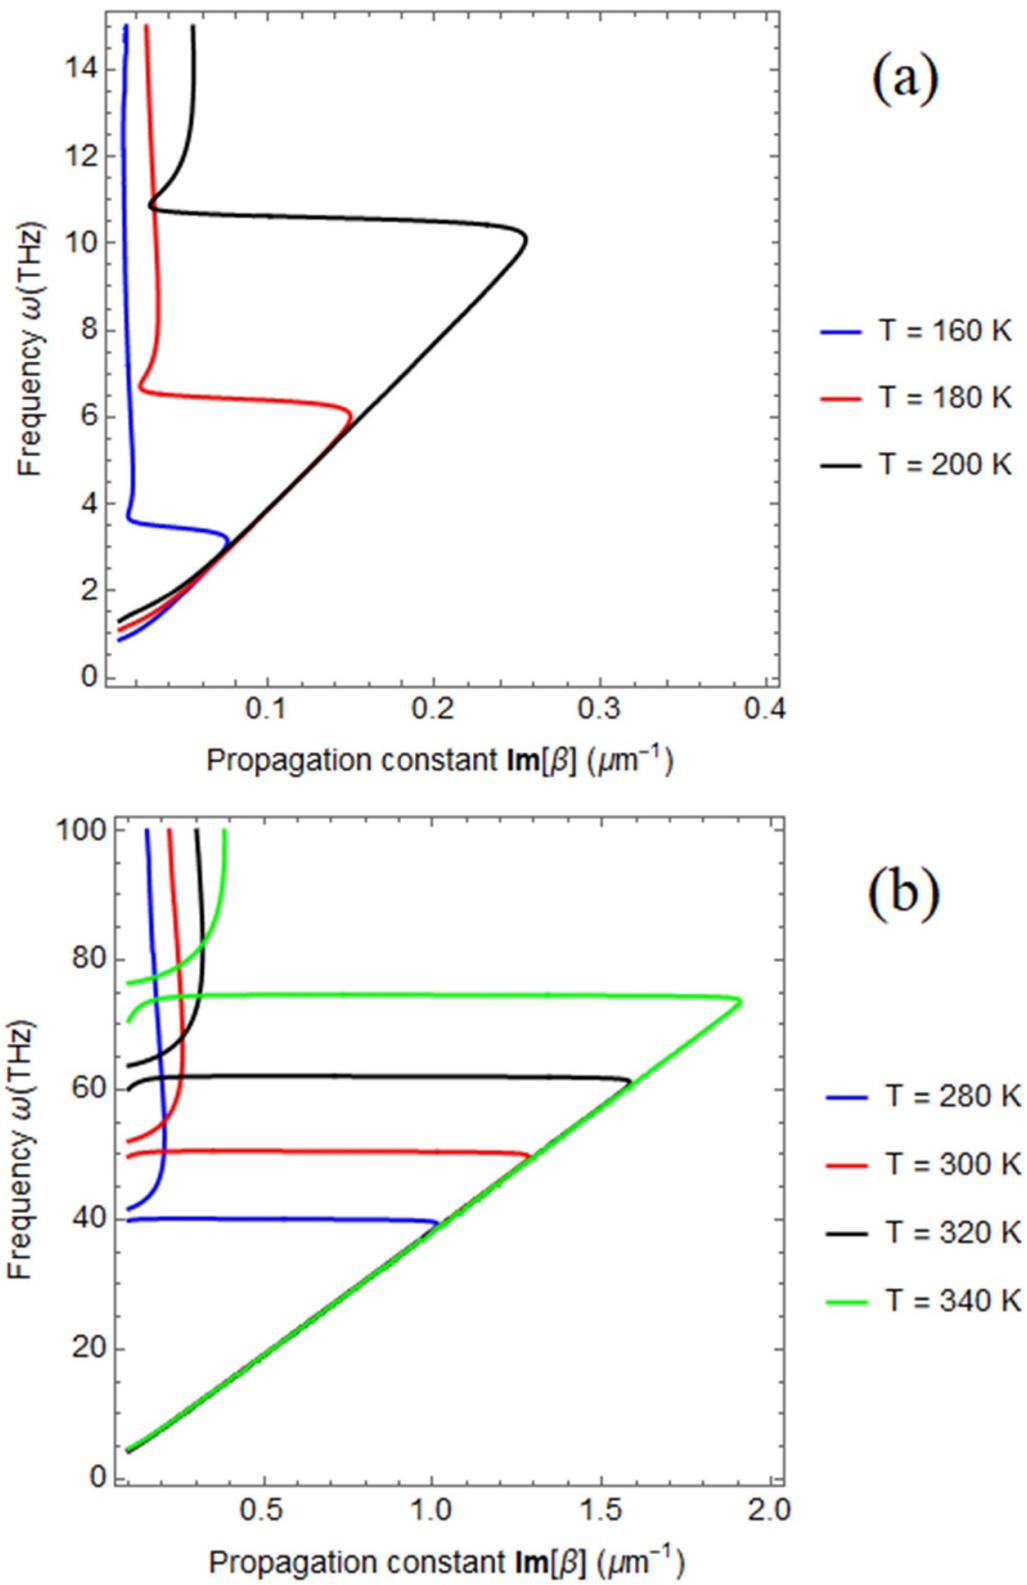 (a)
14
12
10
8
6
4
2
0
Frequency ω(THz)
0.1 0.2 0.3 0.4
Propagation constant Im[β] (μm⁻¹)
T = 160 K
T = 180 K
T = 200 K
(b)
100
80
60
40
20
0
Frequency ω(THz)
0.5 1.0 1.5 2.0
Propagation constant Im[β] (μm⁻¹)
T = 280 K
T = 300 K
T = 320 K
T = 340 K